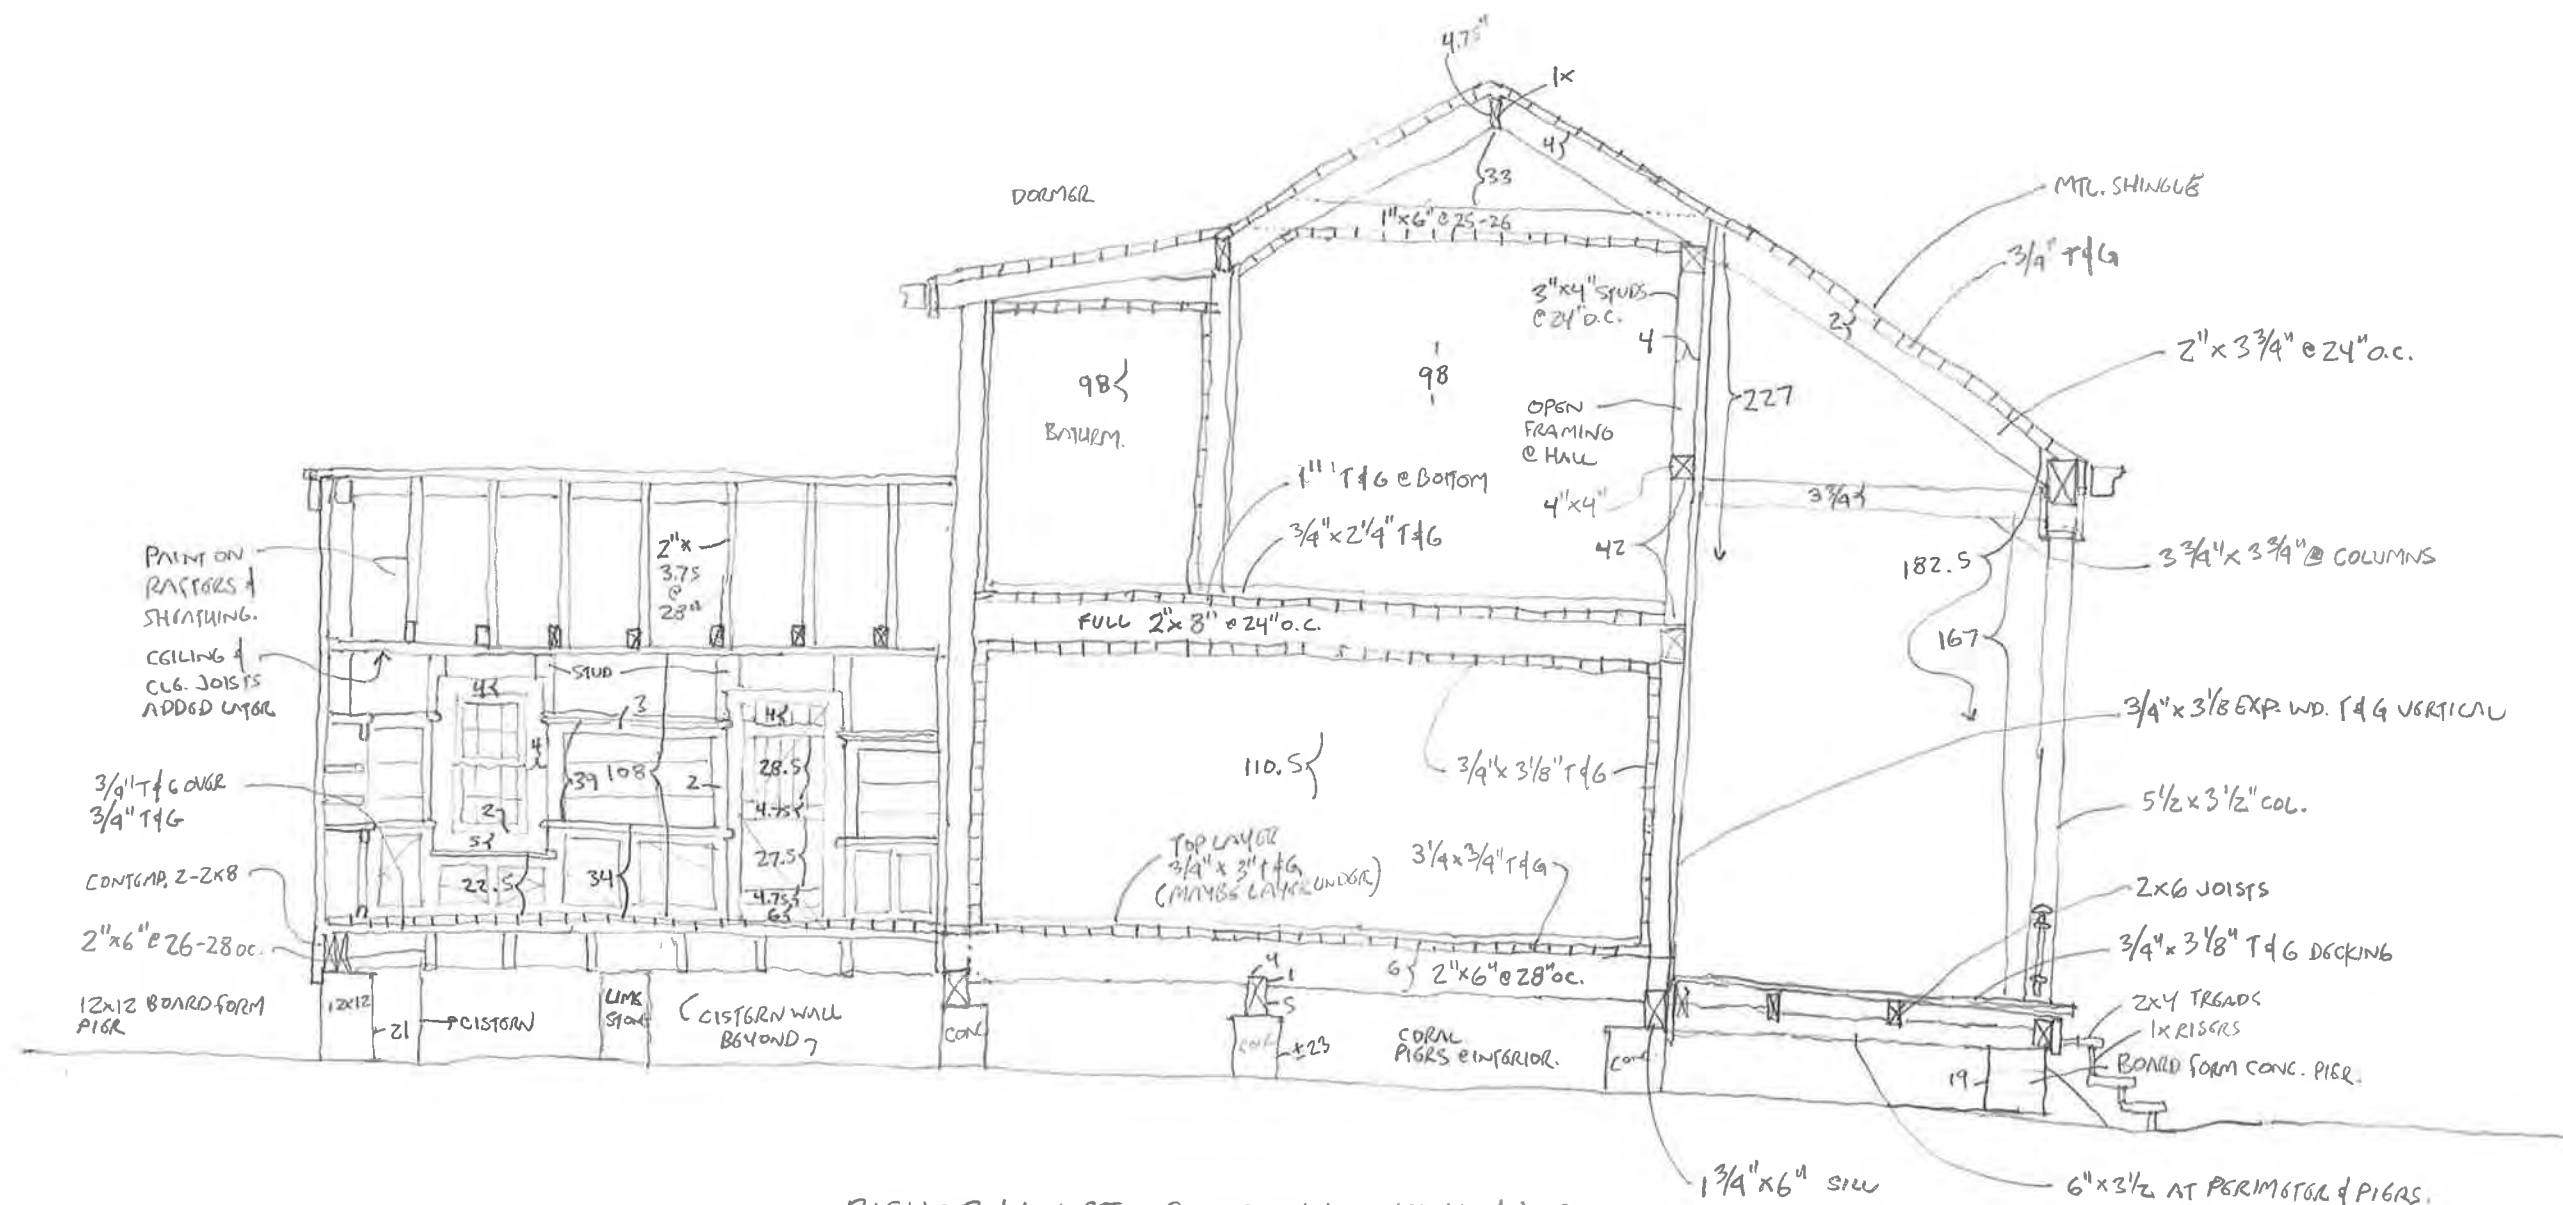 4.75"
1x
4
33
DORMER
1"x6" @ 25-26
MTL. SHINGLE
3/4" T&G
2
2" x 3 3/4" @ 24" O.C.
3"x4" STUDS
@ 24" O.C.
4
98
BATHRM.
98
227
OPEN
FRAMING
@ HALL
1" T&G @ BOTTOM
4"x4"
3 3/4
3/4" x 2 1/4" T&G
42
182.5
3 3/4" x 3 3/4" @ COLUMNS
PAINT ON
RAFTERS &
SHEATHING.
2" x
3.75
@
28"
FULL 2"x8" @ 24" O.C.
167
CEILING &
CLG. JOISTS
ADDED LATER
STUD
4
3
4
4
39
108
2
28.5
110.5
3/4" x 3 1/8" T&G
3/4" x 3 1/8 EXP. WD. T&G VERTICAL
3/4" T&G OVER
3/4" T&G
2
4.75
5
27.5
5 1/2 x 3 1/2" COL.
TOP LAYER
3/4" x 3" T&G
(MAYBE LAYER UNDER)
3 1/4 x 3/4" T&G
CONTEMP. 2-2x8
22.5
34
4.75
6
2x6 JOISTS
2"x6" @ 26-28 OC.
3/4" x 3 1/8" T&G DECKING
4
1
5
6
2"x6" @ 28" OC.
12x12 BOARD FORM
PIER
12x12
21
CISTERN
LIME
STONE
CISTERN WALL
BEYOND
CONC
±23
CORAL
PIERS @ INTERIOR.
CONC
2x4 TREADS
1x RISERS
19
BOARD FORM CONC. PIER.
1 3/4" x 6" SILL
6" x 3 1/2 AT PERIMETER & PIERS.